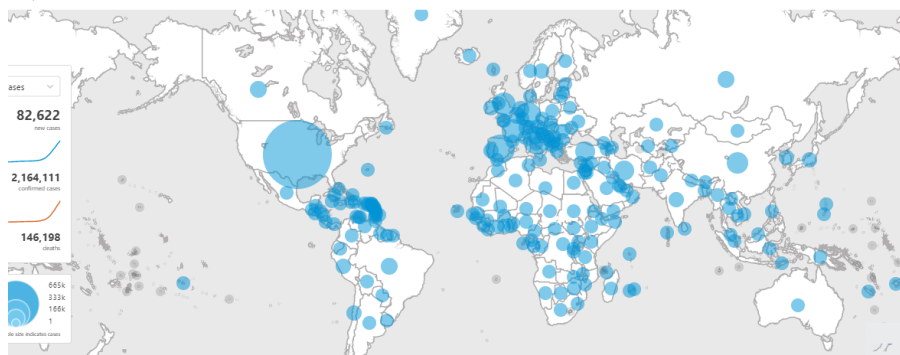 ases
82,622
new cases
2,164,111
confirmed cases
146,198
deaths
665k
333k
166k
1
le size indicates cases